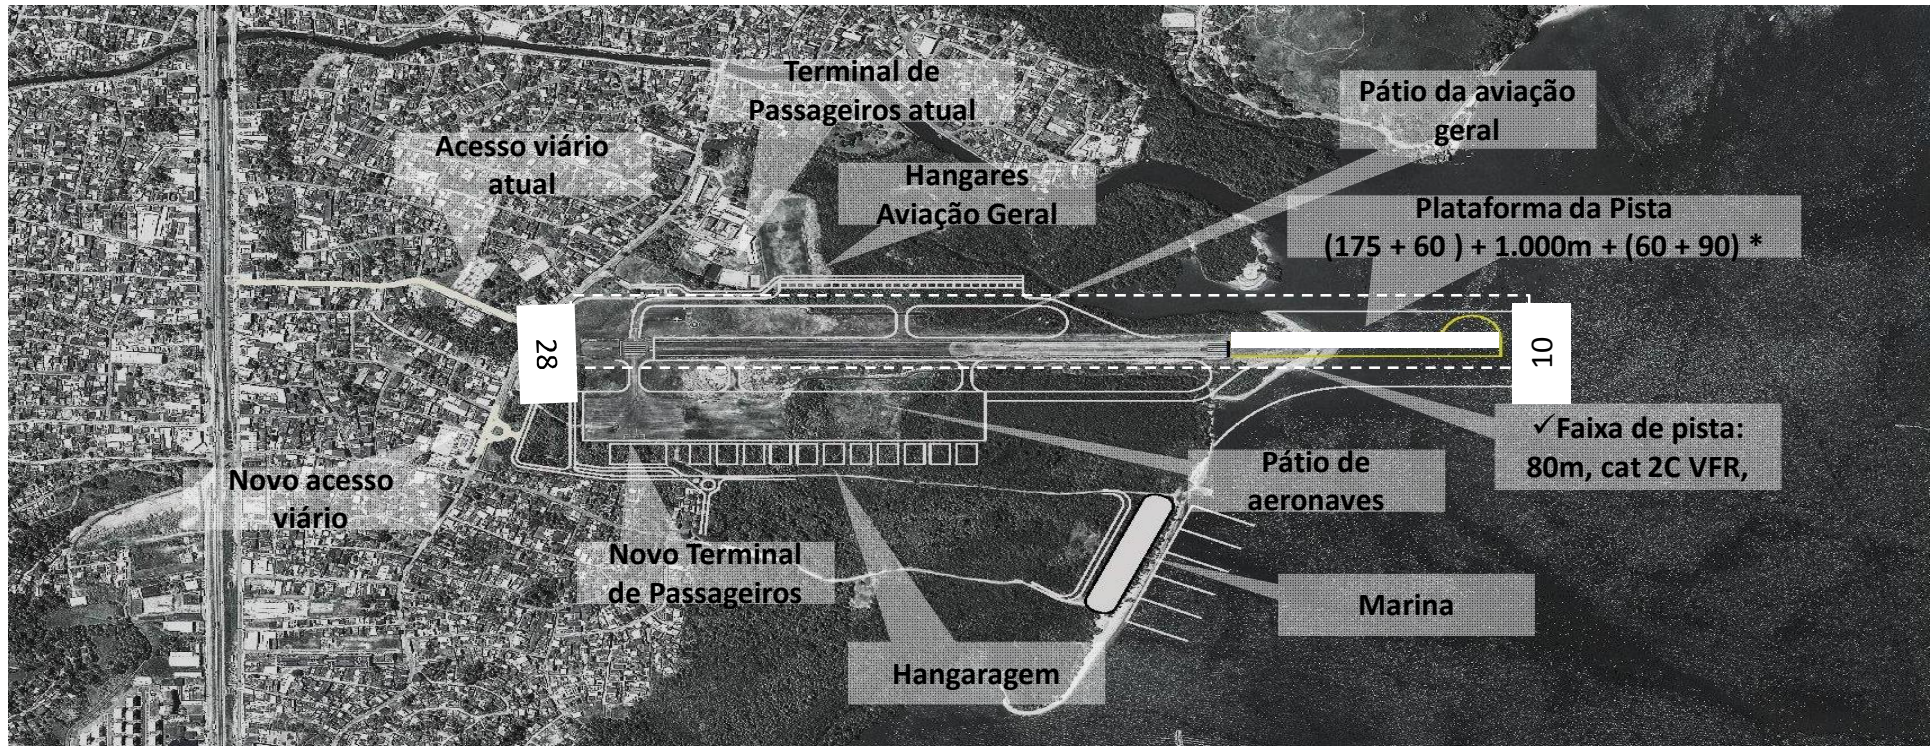 Terminal de
Passageiros atual
Pátio da aviação
geral
Acesso viário
atual
Hangares
Aviação Geral
Plataforma da Pista
(175 + 60 ) + 1.000m + (60 + 90) *
28
10
✓Faixa de pista:
80m, cat 2C VFR,
Pátio de
aeronaves
Novo acesso
viário
Novo Terminal
de Passageiros
Marina
Hangaragem